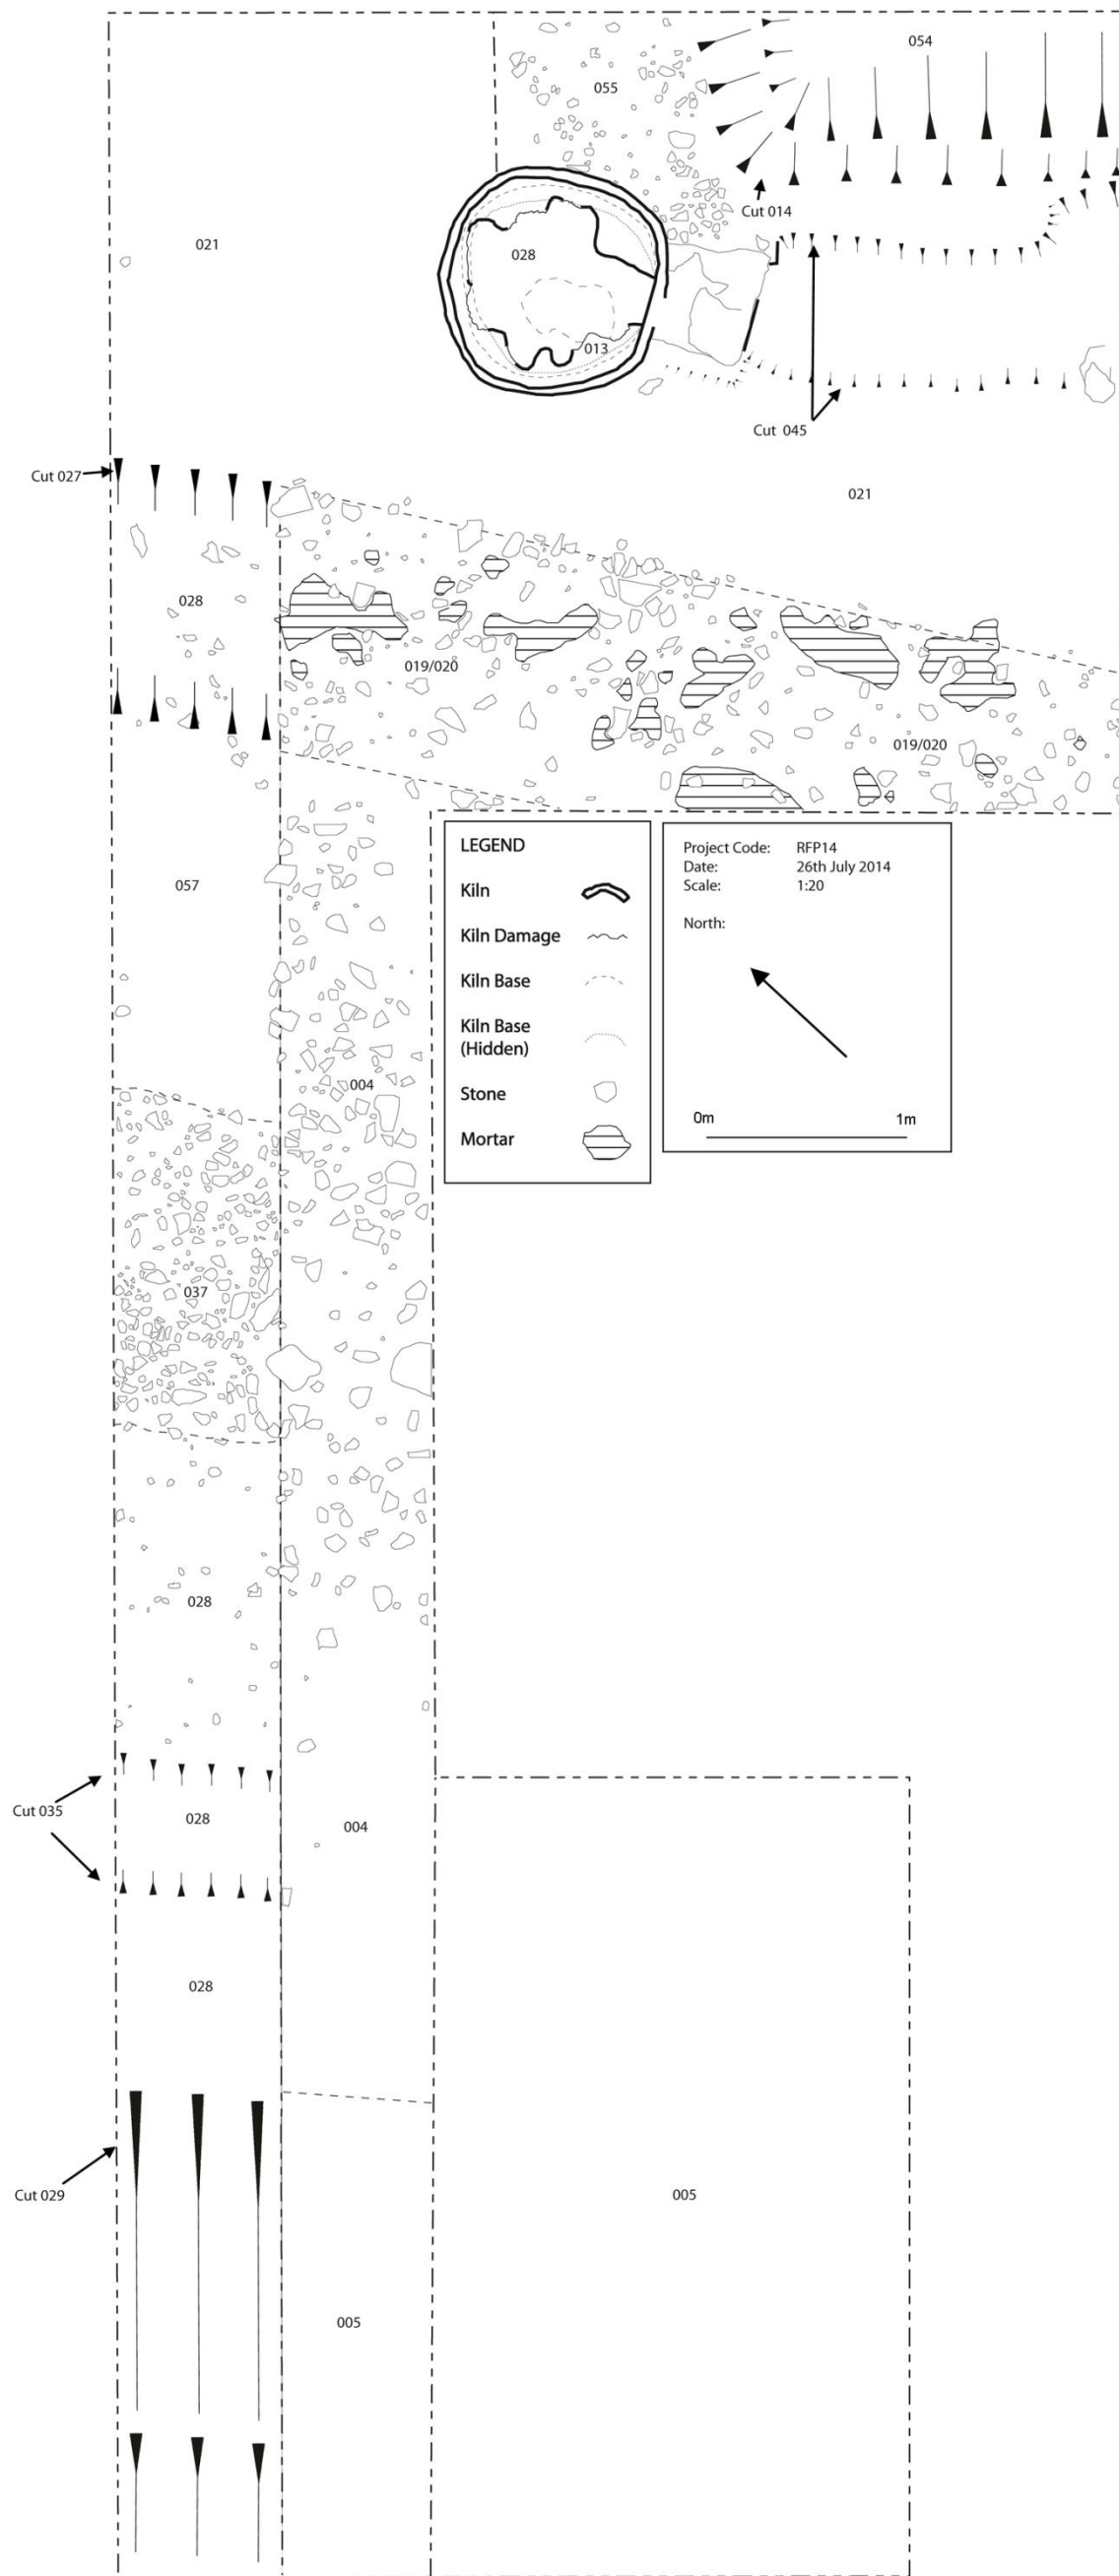 054
055
Cut 014
021
028
013
Cut 045
Cut 027
021
028
019/020
019/020
057
LEGEND
Kiln
Kiln Damage
Kiln Base
Kiln Base
(Hidden)
Stone
Mortar
Project Code: RFP14
Date: 26th July 2014
Scale: 1:20
North:
0m 1m
004
037
028
Cut 035
028
004
028
Cut 029
005
005